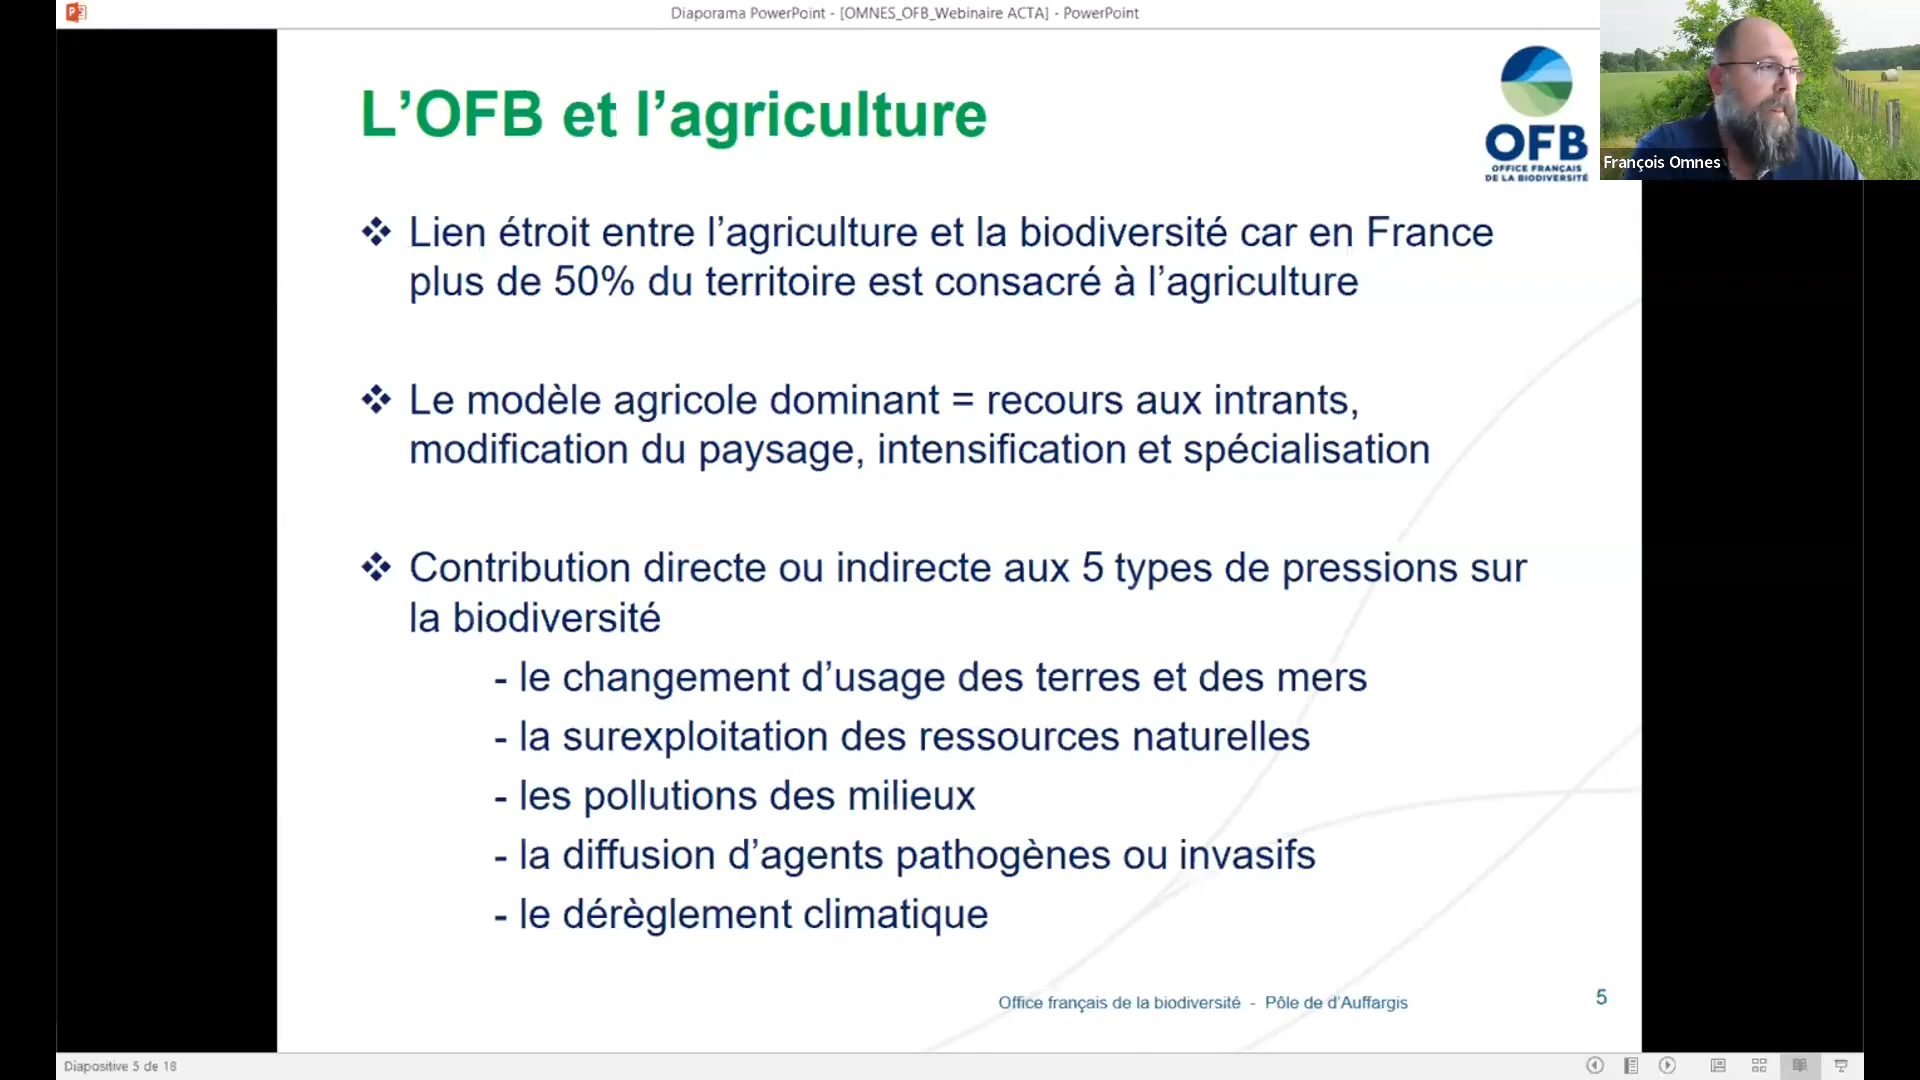 Diaporama PowerPoint - [OMNES_OFB_Webinaire ACTA] - PowerPoint
L’OFB et l’agriculture
OFB
OFFICE FRANÇAIS
DE LA BIODIVERSITÉ
François Omnes
❖ Lien étroit entre l’agriculture et la biodiversité car en France
plus de 50% du territoire est consacré à l’agriculture
❖ Le modèle agricole dominant = recours aux intrants,
modification du paysage, intensification et spécialisation
❖ Contribution directe ou indirecte aux 5 types de pressions sur
la biodiversité
- le changement d’usage des terres et des mers
- la surexploitation des ressources naturelles
- les pollutions des milieux
- la diffusion d’agents pathogènes ou invasifs
- le dérèglement climatique
Office français de la biodiversité - Pôle de d’Auffargis
5
Diapositive 5 de 18